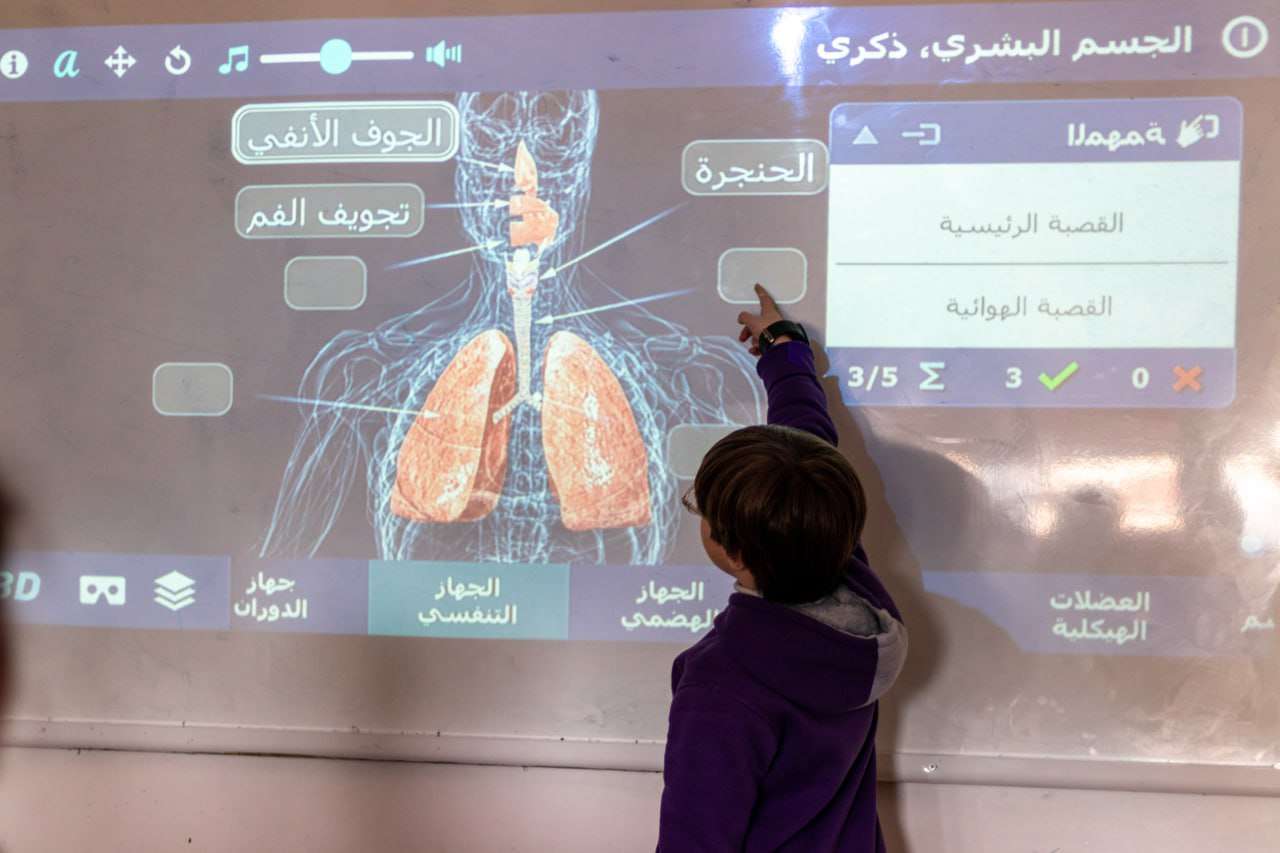 الجسم البشري، ذكري
a
الجوف الأنفي
الحنجرة
تجويف الفم
المهمة
القصبة الرئيسية
القصبة الهوائية
0
3
3/5
العضلات
الهيكلية
الجهاز
الهضمي
الجهاز
التنفسي
جهاز
الدوران
3D